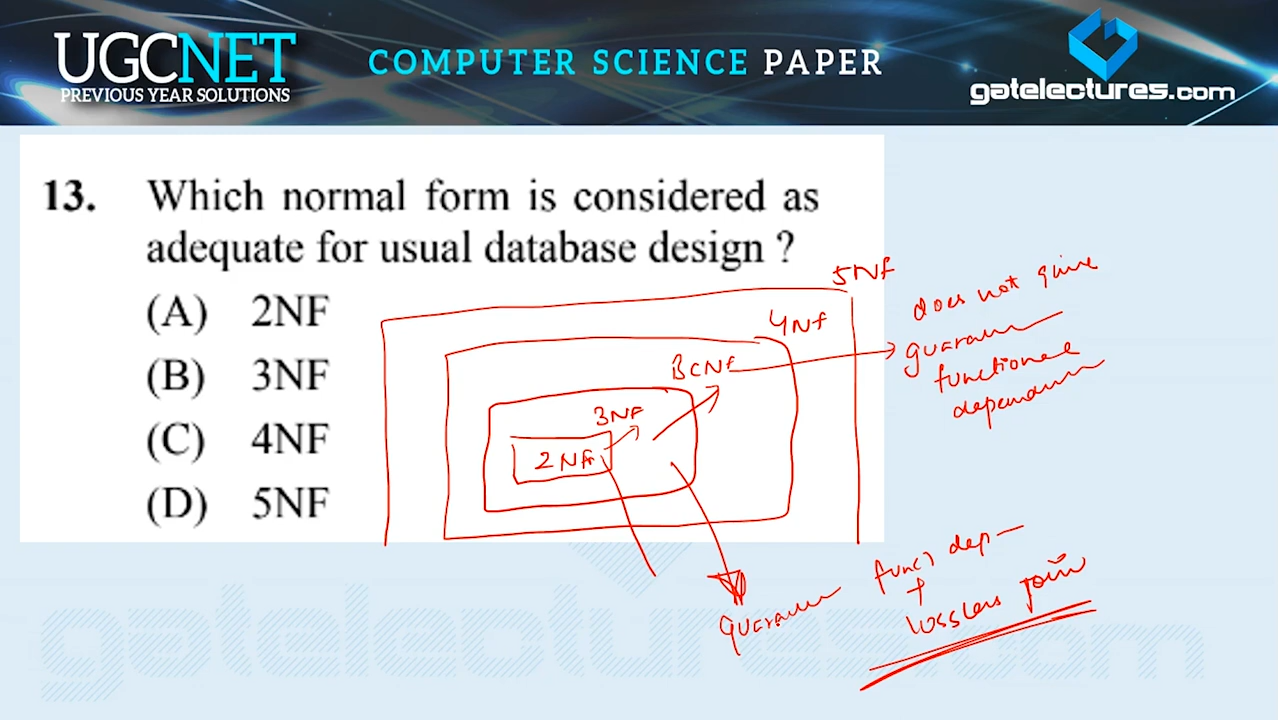 UGCNET
PREVIOUS YEAR SOLUTIONS
COMPUTER SCIENCE PAPER
gatelectures.com
13. Which normal form is considered as
adequate for usual database design ?
(A) 2NF
(B) 3NF
(C) 4NF
(D) 5NF
5NF
4NF
BCNF
3NF
2NF
does not give
functional
func) dep
+
lossless join
gatelectures.com